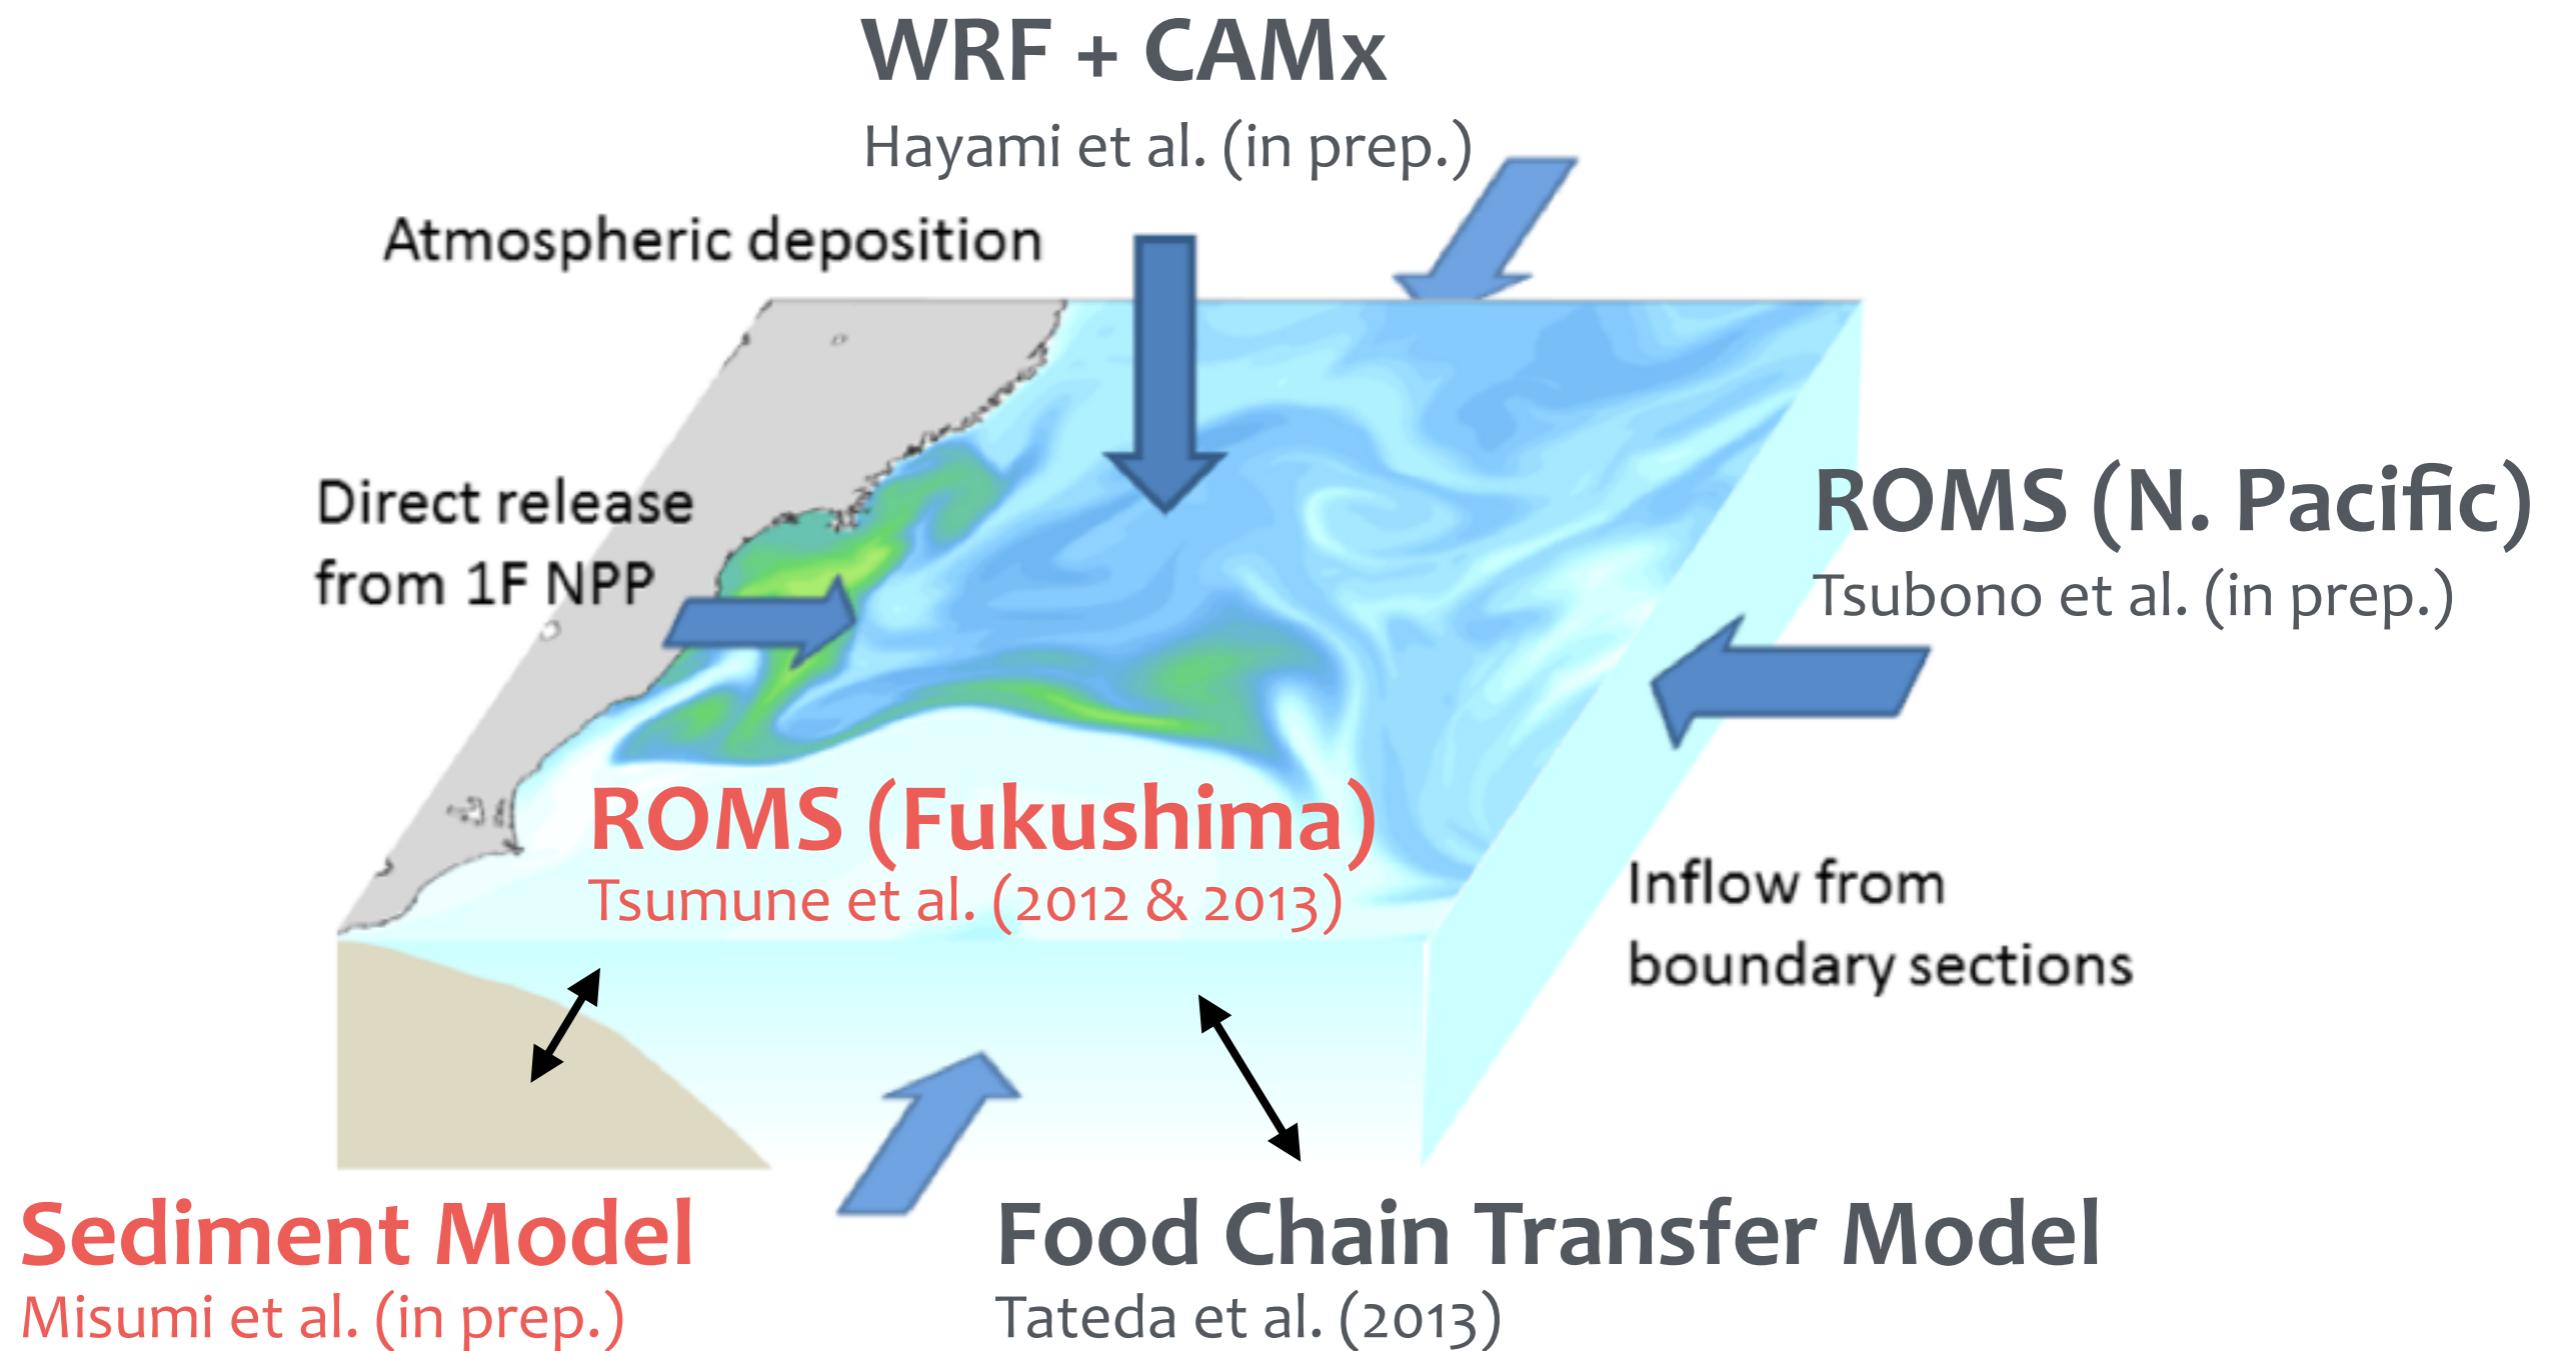 WRF + CAMx
Hayami et al. (in prep.)
Atmospheric deposition
Direct release
from 1F NPP
ROMS (N. Pacific)
Tsubono et al. (in prep.)
ROMS (Fukushima)
Tsumune et al. (2012 & 2013)
Inflow from
boundary sections
Sediment Model
Misumi et al. (in prep.)
Food Chain Transfer Model
Tateda et al. (2013)